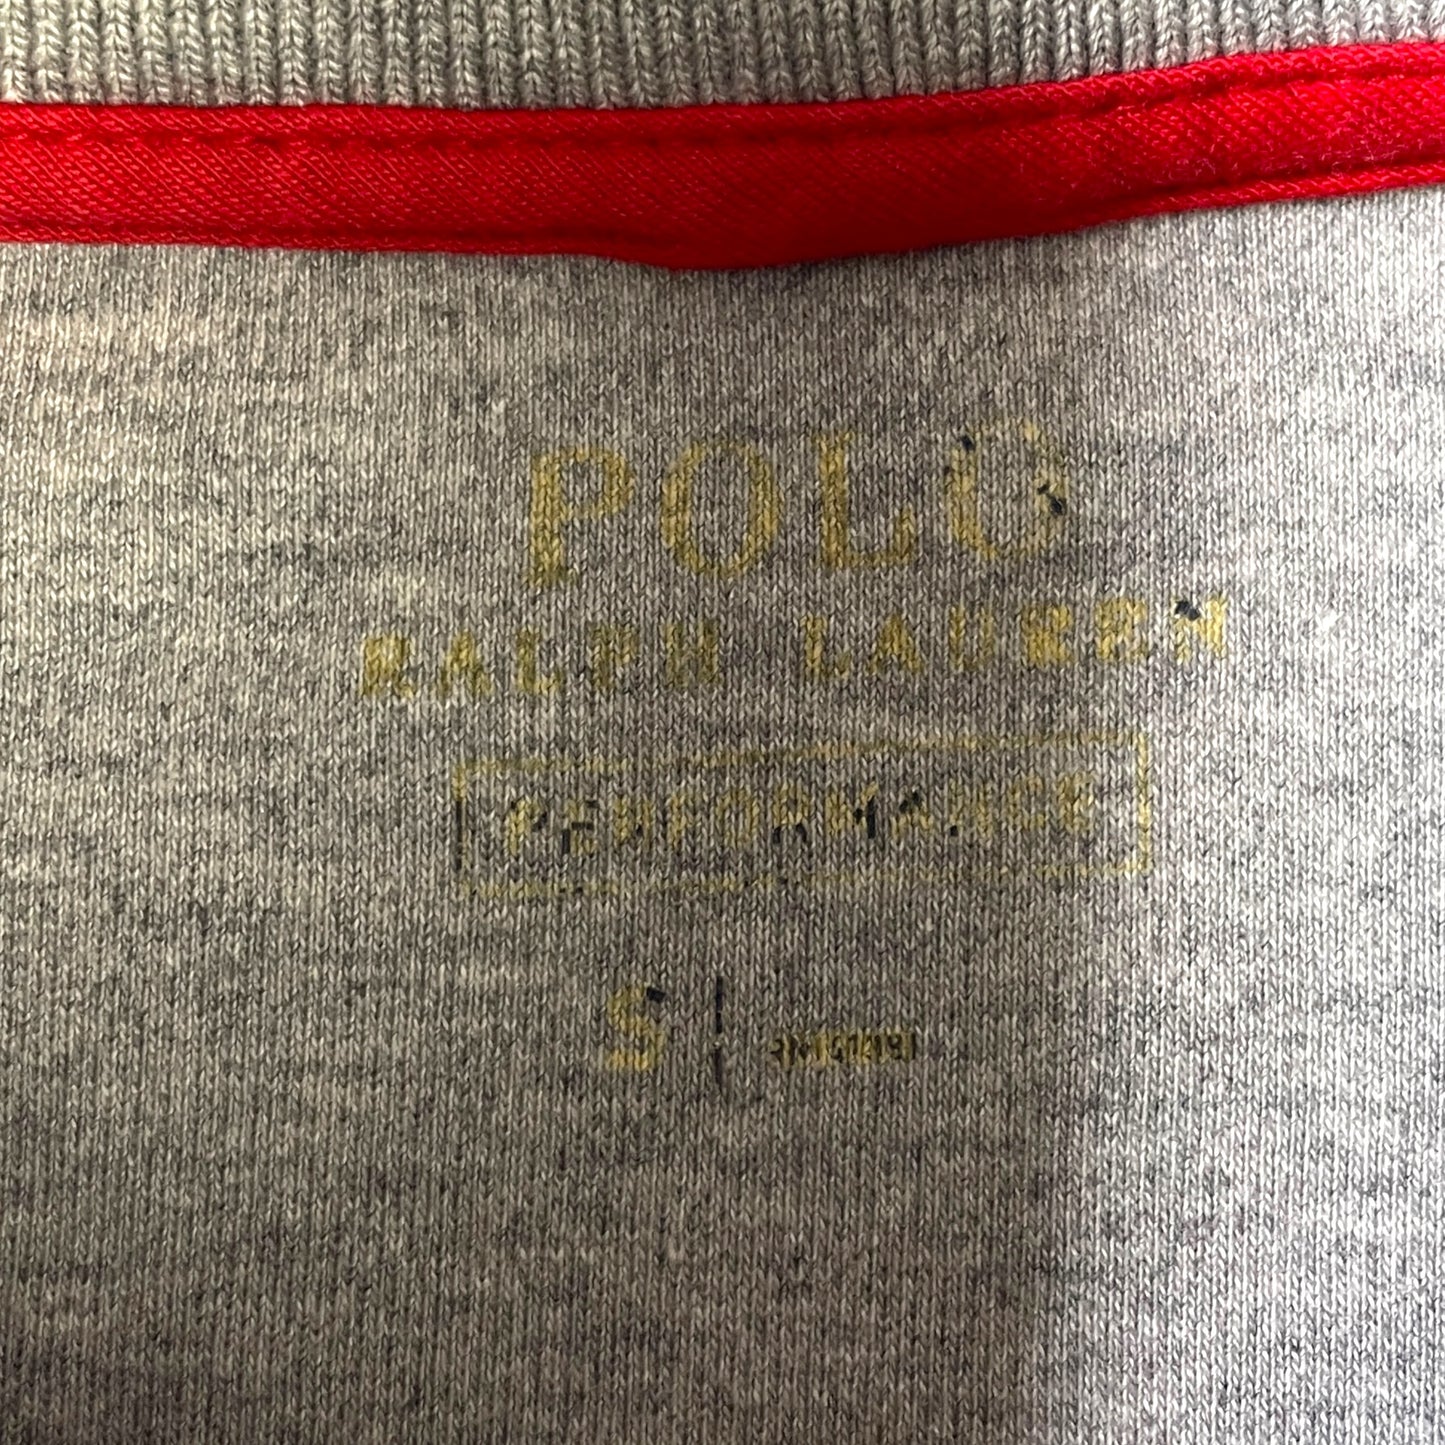 POLO
RALPH LAUREN
PERFORMANCE
S |